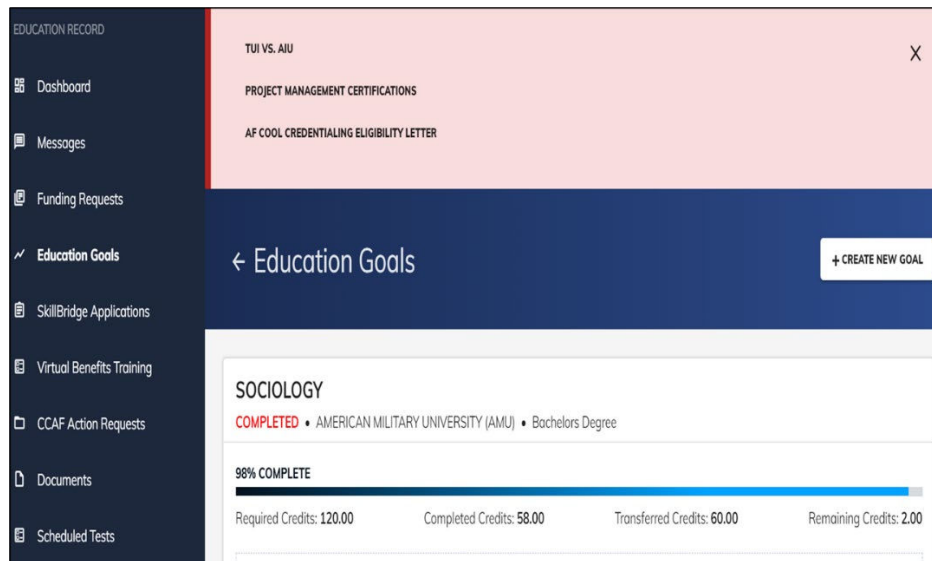 EDUCATION RECORD
Dashboard
Messages
Funding Requests
Education Goals
SkillBridge Applications
Virtual Benefits Training
CCAF Action Requests
Documents
Scheduled Tests
TUI VS. AIU
X
PROJECT MANAGEMENT CERTIFICATIONS
AF COOL CREDENTIALING ELIGIBILITY LETTER
← Education Goals
+ CREATE NEW GOAL
SOCIOLOGY
COMPLETED • AMERICAN MILITARY UNIVERSITY (AMU) • Bachelors Degree
98% COMPLETE
Required Credits: 120.00 Completed Credits: 58.00 Transferred Credits: 60.00 Remaining Credits: 2.00